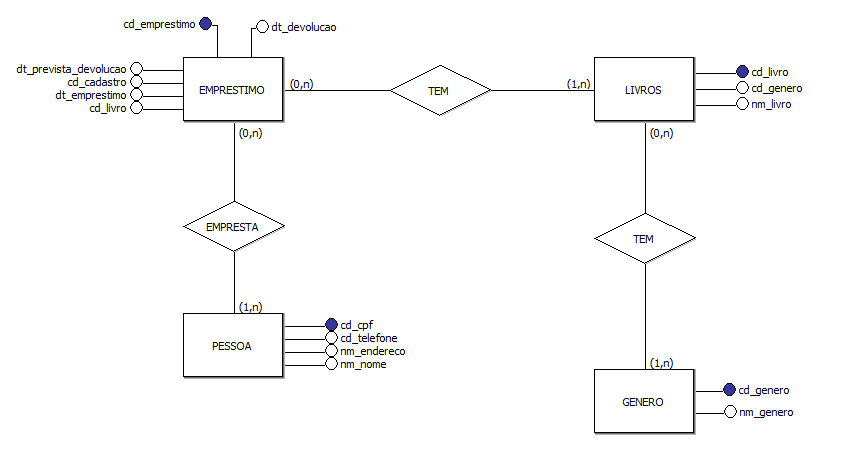 cd_emprestimo
dt_devolucao
dt_prevista_devolucao
cd_cadastro
dt_emprestimo
cd_livro
EMPRESTIMO
(0,n)
TEM
(1,n)
LIVROS
cd_livro
cd_genero
nm_livro
(0,n)
(0,n)
EMPRESTA
TEM
(1,n)
PESSOA
cd_cpf
cd_telefone
nm_endereco
nm_nome
(1,n)
GENERO
cd_genero
nm_genero